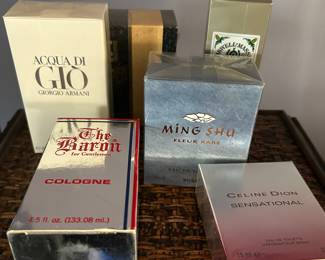 ACQUA DI
GIÒ
GIORGIO ARMANI
MING SHU
FLEUR RARE
The
Baron
for Gentlemen
COLOGNE
4.5 fl. oz. (133.08 ml.)
CELINE DION
SENSATIONAL